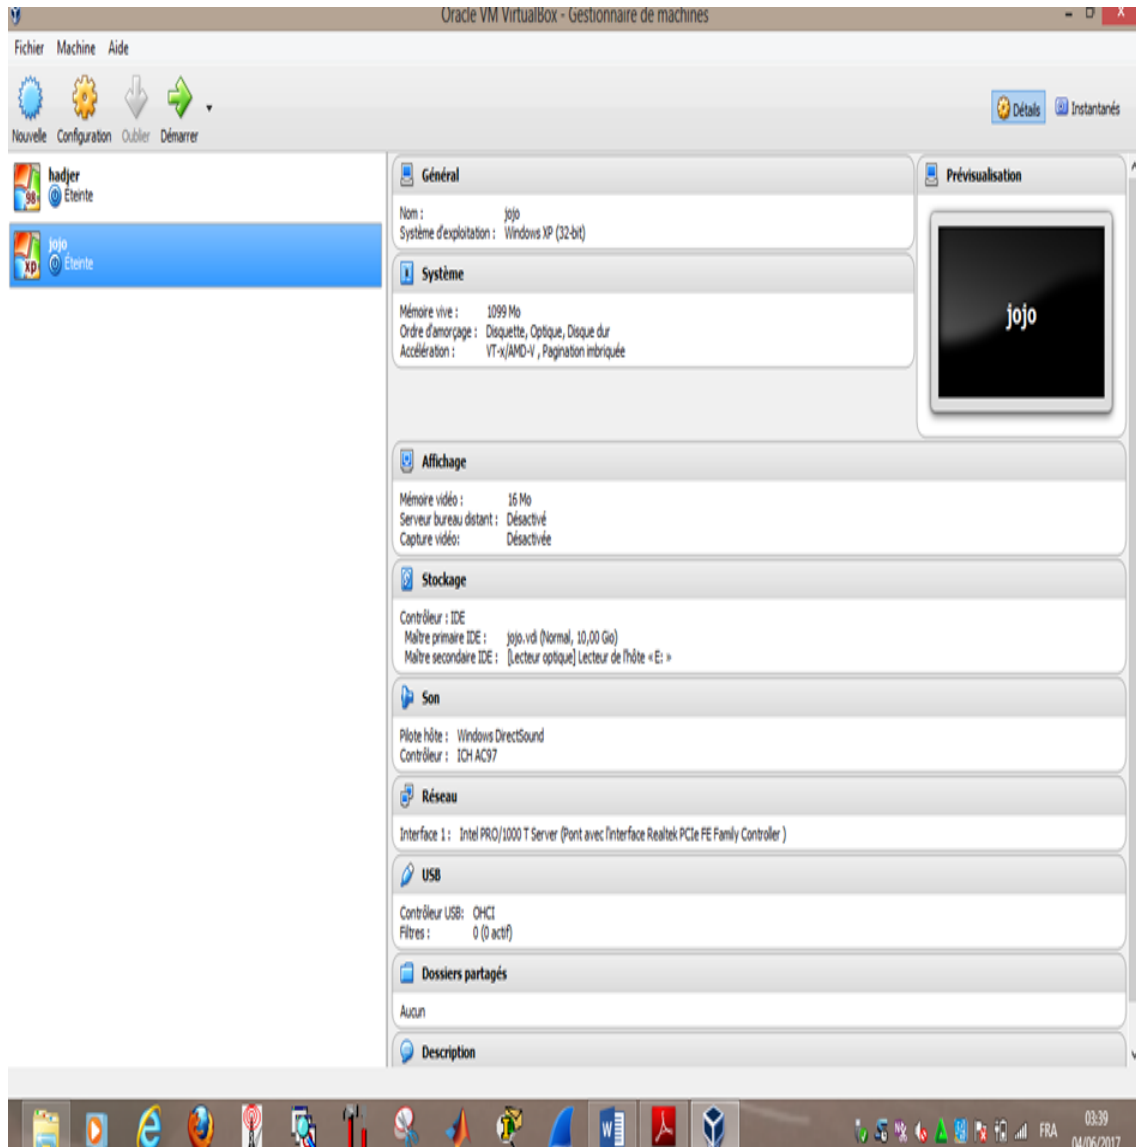 Oracle VM VirtualBox - Gestionnaire de machines
Fichier Machine Aide
Nouvelle Configuration Oublier Démarrer
Détails Instantanés
hadjer
98
Éteinte
jojo
XP
Éteinte
Général
Nom : jojo
Système d'exploitation : Windows XP (32-bit)
Système
Mémoire vive : 1099 Mo
Ordre d'amorçage : Disquette, Optique, Disque dur
Accélération : VT-x/AMD-V , Pagination imbriquée
Prévisualisation
jojo
Affichage
Mémoire vidéo : 16 Mo
Serveur bureau distant : Désactivé
Capture vidéo: Désactivée
Stockage
Contrôleur : IDE
Maître primaire IDE : jojo.vdi (Normal, 10,00 Gio)
Maître secondaire IDE : [Lecteur optique] Lecteur de l'hôte « E: »
Son
Pilote hôte : Windows DirectSound
Contrôleur : ICH AC97
Réseau
Interface 1 : Intel PRO/1000 T Server (Pont avec l'interface Realtek PCIe FE Family Controller )
USB
Contrôleur USB: OHCI
Filtres : 0 (0 actif)
Dossiers partagés
Aucun
Description
FRA
03:39
04/06/2017